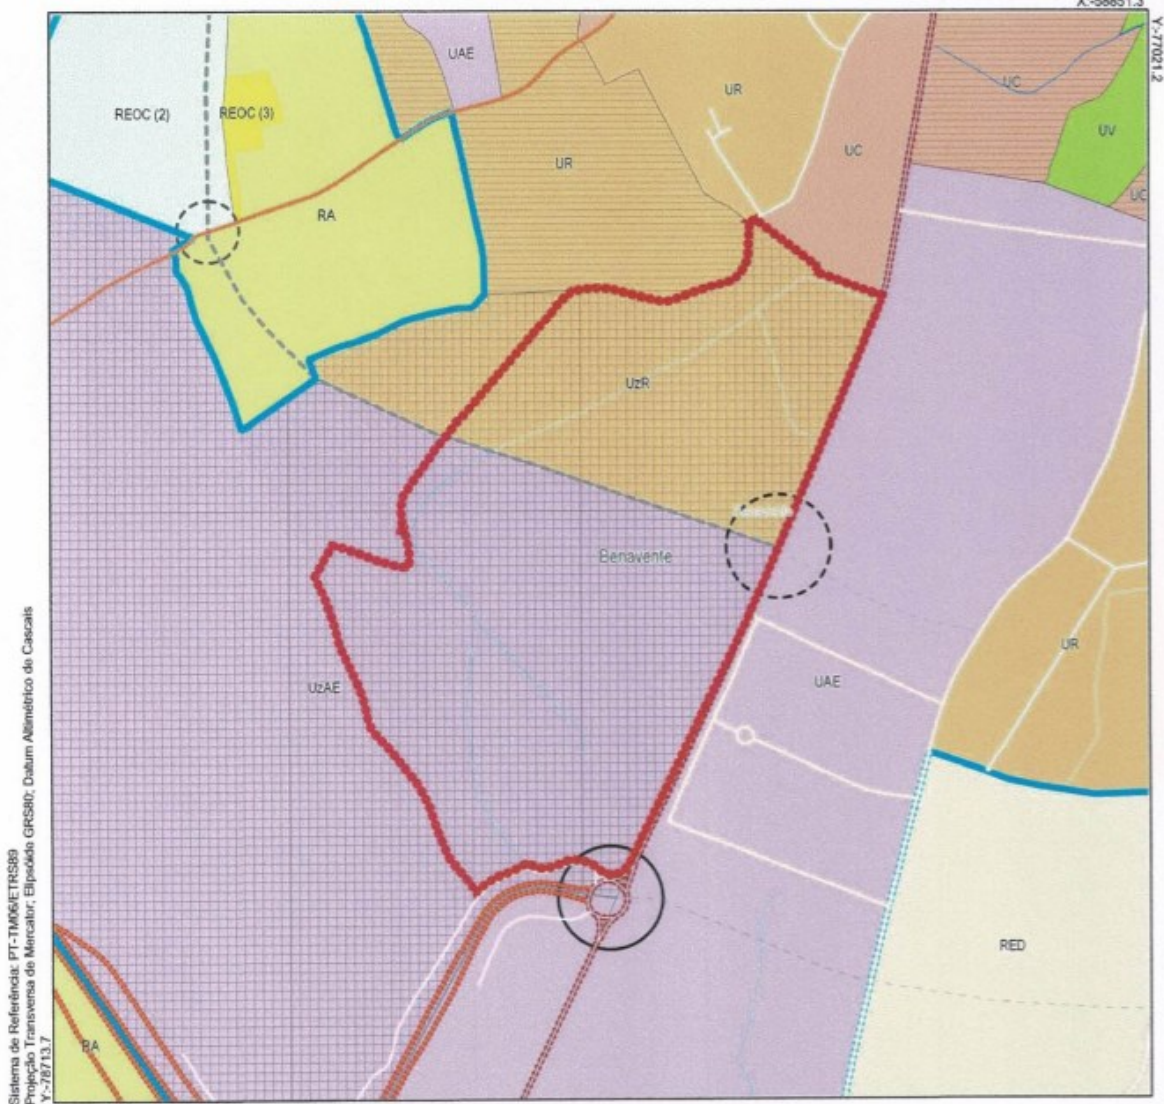 X:-58651.3
Y:-77021.2
UAE
UC
REOC (2)
REOC (3)
UR
UV
UC
UR
UC
RA
UzR
Benavente
UR
UzAE
UAE
RED
RA
Sistema de Referência: PT-TM06/ETRS89
Projeção Transversa de Mercator; Elipsóide GRS80; Datum Altimétrico de Cascais
Y:-78713.7